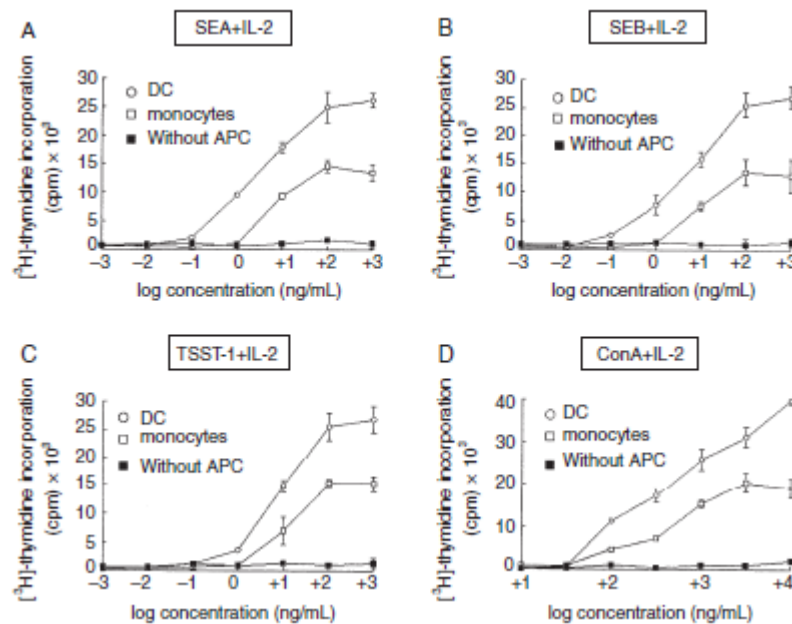 A
SEA+IL-2
[³H]-thymidine incorporation
(cpm) × 10³
30
25
20
15
10
5
0
DC
monocytes
Without APC
−3 −2 −1 0 +1 +2 +3
log concentration (ng/mL)
B
SEB+IL-2
[³H]-thymidine incorporation
(cpm) × 10³
30
25
20
15
10
5
0
DC
monocytes
Without APC
−3 −2 −1 0 +1 +2 +3
log concentration (ng/mL)
C
TSST-1+IL-2
[³H]-thymidine incorporation
(cpm) × 10³
30
25
20
15
10
5
0
DC
monocytes
Without APC
−3 −2 −1 0 +1 +2 +3
log concentration (ng/mL)
D
ConA+IL-2
[³H]-thymidine incorporation
(cpm) × 10³
40
30
20
10
0
DC
monocytes
Without APC
+1 +2 +3 +4
log concentration (ng/mL)